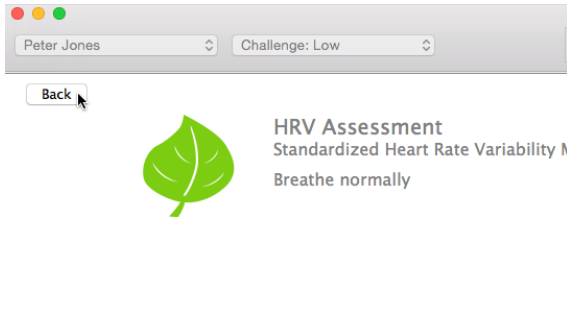 Peter Jones
Challenge: Low
Back
HRV Assessment
Standardized Heart Rate Variability
Breathe normally